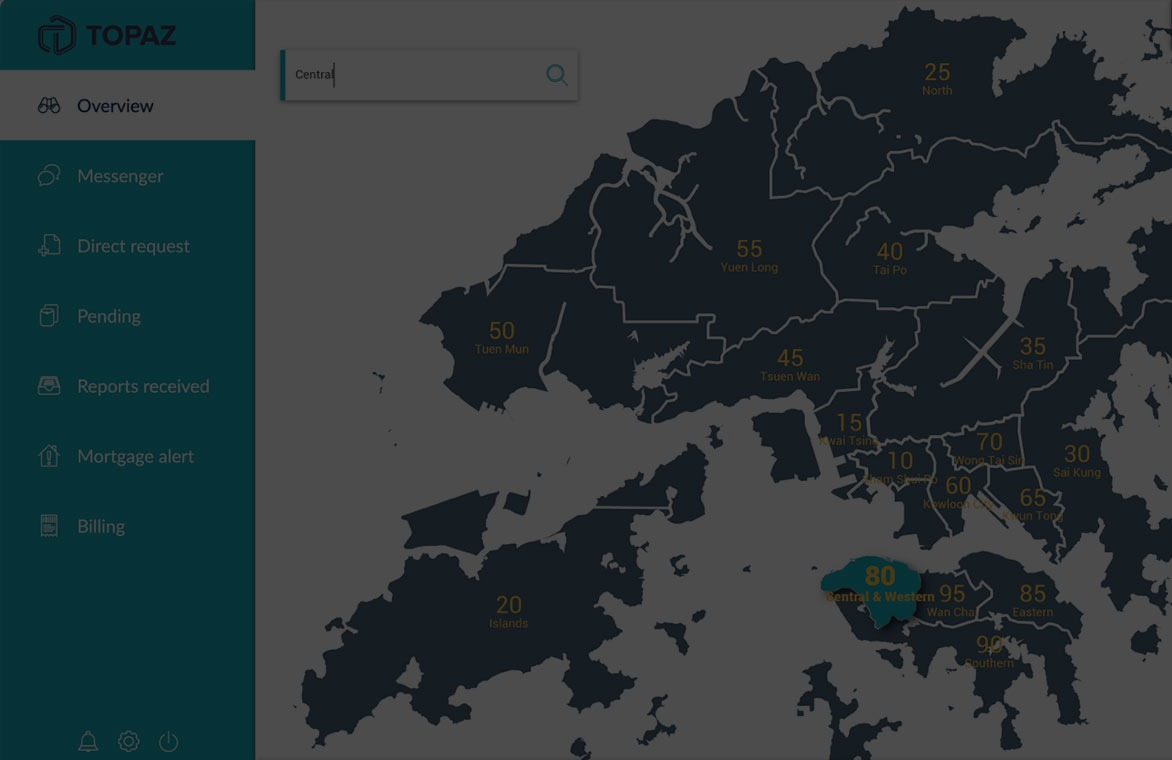 TOPAZ
Overview
Messenger
Direct request
Pending
Reports received
Mortgage alert
Billing
Central
25
North
55
Yuen Long
40
Tai Po
50
Tuen Mun
45
Tsuen Wan
35
Sha Tin
15
Kwai Tsing
70
Wong Tai Sin
30
Sai Kung
10
Sham Shui Po
60
Kowloon City
65
Kwun Tong
80
Central & Western
95
Wan Chai
85
Eastern
20
Islands
90
Southern